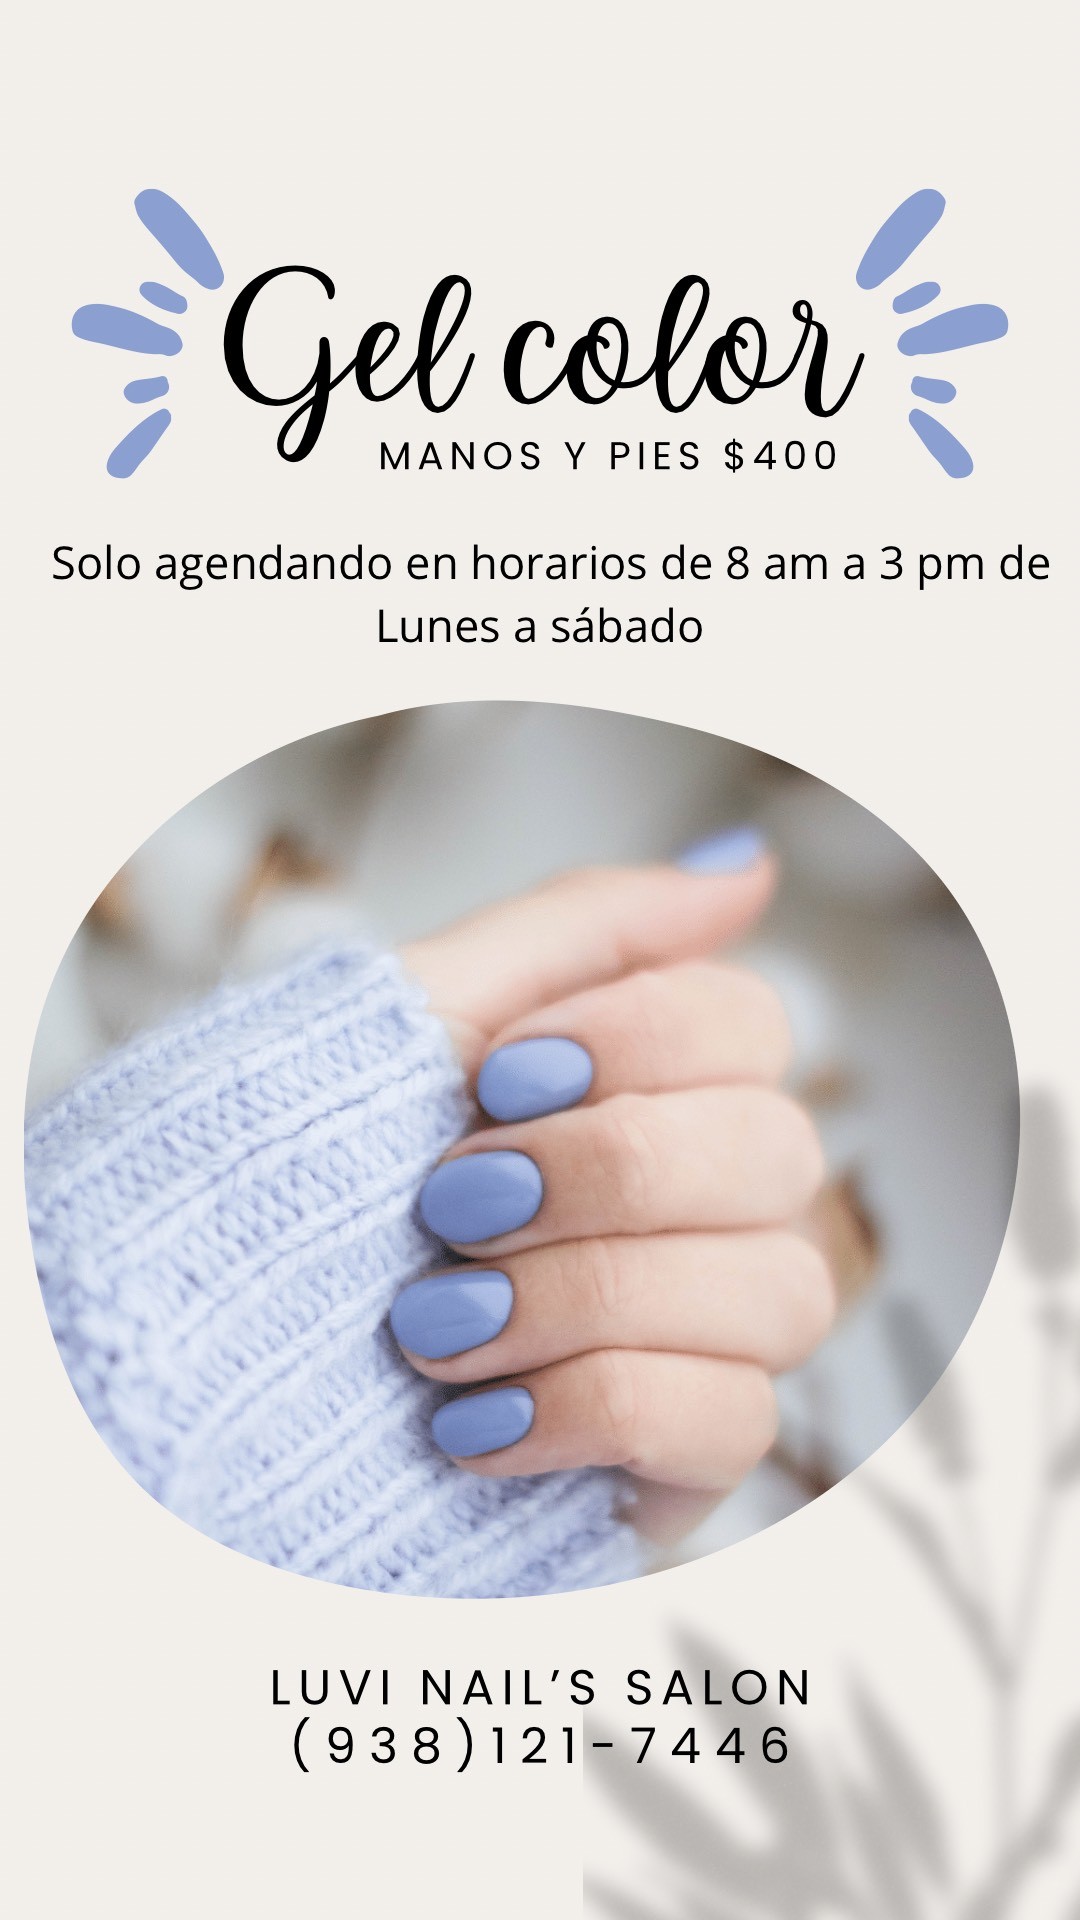 Gel color
MANOS Y PIES $400
Solo agendando en horarios de 8 am a 3 pm de
Lunes a sábado
LUVI NAIL’S SALON
(938)121-7446